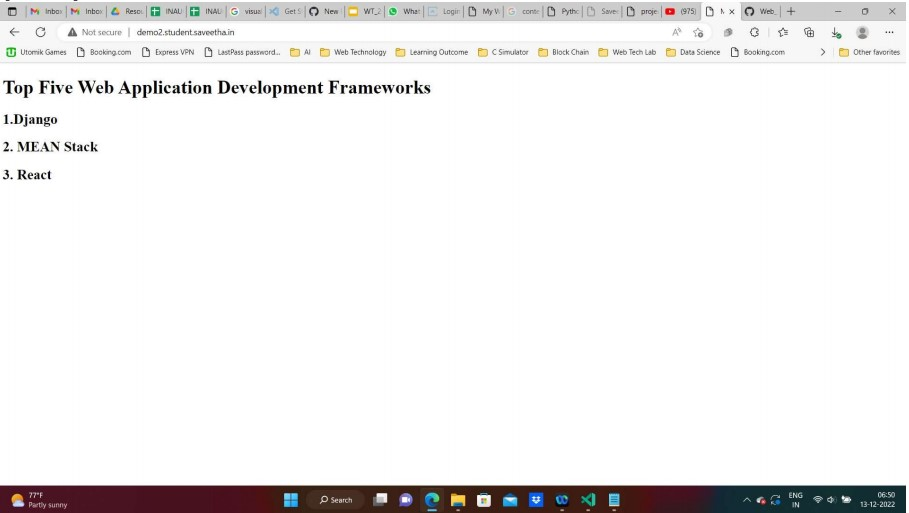 Inbox Inbox Reso INAU INAU visual Get S New WT_2 What Login My V conte Pytho Savee proje (975) Web_
Not secure | demo2.student.saveetha.in
Utomik Games Booking.com Express VPN LastPass password... AI Web Technology Learning Outcome C Simulator Block Chain Web Tech Lab Data Science Booking.com Other favorites
Top Five Web Application Development Frameworks
1.Django
2. MEAN Stack
3. React
77°F Search ENG 06:50
Partly sunny IN 13-12-2022